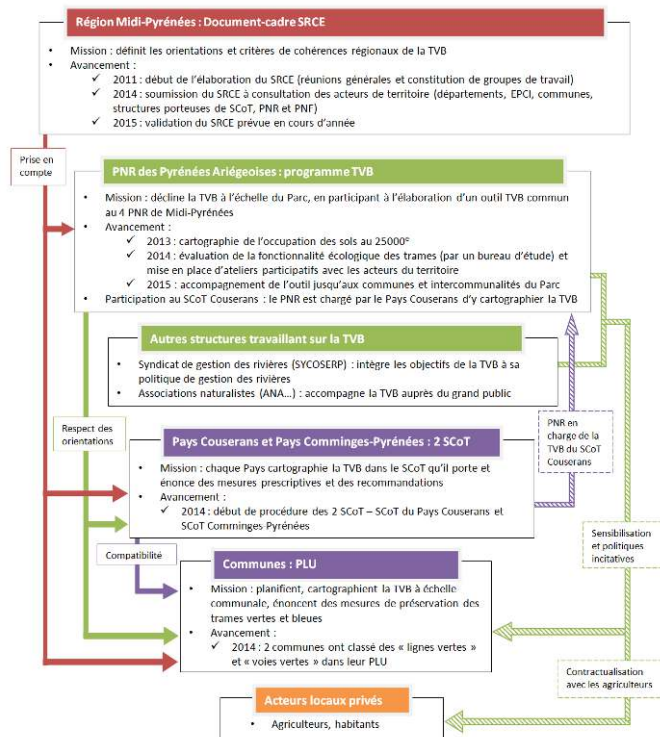 Région Midi-Pyrénées : Document-cadre SRCE
• Mission : définit les orientations et critères de cohérences régionaux de la TVB
• Avancement :
✓ 2011 : début de l'élaboration du SRCE (réunions générales et constitution de groupes de travail)
✓ 2014 : soumission du SRCE à consultation des acteurs de territoire (départements, EPCI, communes,
structures porteuses de SCoT, PNR et PNF)
✓ 2015 : validation du SRCE prévue en cours d'année
Prise en
compte
PNR des Pyrénées Ariégeoises : programme TVB
• Mission : décline la TVB à l'échelle du Parc, en participant à l'élaboration d'un outil TVB commun
au 4 PNR de Midi-Pyrénées
• Avancement :
✓ 2013 : cartographie de l'occupation des sols au 25000e
✓ 2014 : évaluation de la fonctionnalité écologique des trames (par un bureau d'étude) et
mise en place d'ateliers participatifs avec les acteurs du territoire
✓ 2015 : accompagnement de l'outil jusqu'aux communes et intercommunalités du Parc
• Participation au SCoT Couserans : le PNR est chargé par le Pays Couserans d'y cartographier la TVB
Autres structures travaillant sur la TVB
• Syndicat de gestion des rivières (SYCOSERP) : intègre les objectifs de la TVB à sa
politique de gestion des rivières
• Associations naturalistes (ANA...) : accompagne la TVB auprès du grand public
Respect des
orientations
Pays Couserans et Pays Comminges-Pyrénées : 2 SCoT
• Mission : chaque Pays cartographie la TVB dans le SCoT qu'il porte et
énonce des mesures prescriptives et des recommandations
• Avancement :
✓ 2014 : début de procédure des 2 SCoT – SCoT du Pays Couserans et
SCoT Comminges-Pyrénées
PNR en
charge de la
TVB du SCoT
Couserans
Compatibilité
Sensibilisation
et politiques
incitatives
Communes : PLU
• Mission : planifient, cartographient la TVB à échelle
communale, énoncent des mesures de préservation des
trames vertes et bleues
• Avancement :
✓ 2014 : 2 communes ont classé des « lignes vertes »
et « voies vertes » dans leur PLU
Contractualisation
avec les agriculteurs
Acteurs locaux privés
• Agriculteurs, habitants